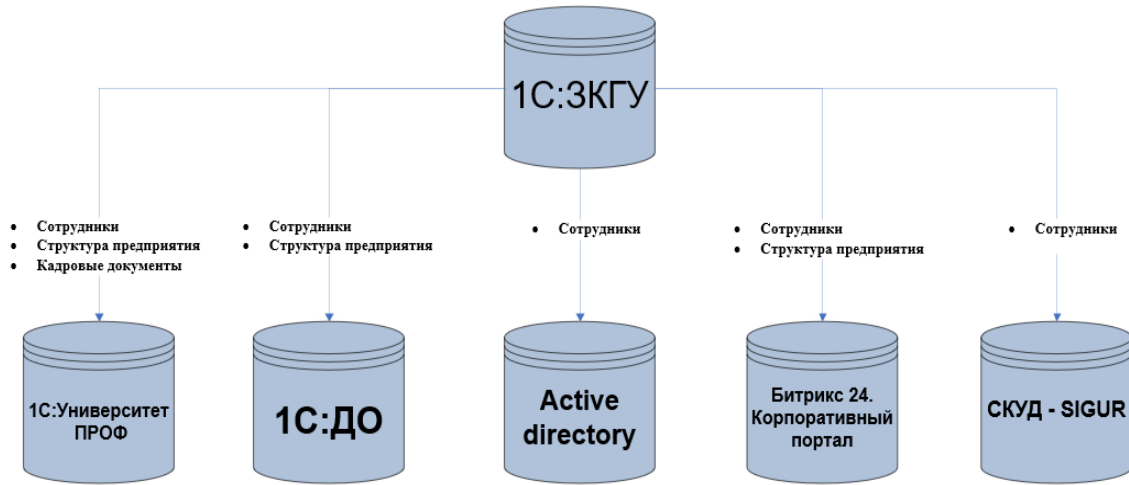 1С:ЗКГУ
• Сотрудники
• Структура предприятия
• Кадровые документы
• Сотрудники
• Структура предприятия
• Сотрудники
• Сотрудники
• Структура предприятия
• Сотрудники
1С:Университет
ПРОФ
1С:ДО
Active
directory
Битрикс 24.
Корпоративный
портал
СКУД - SIGUR